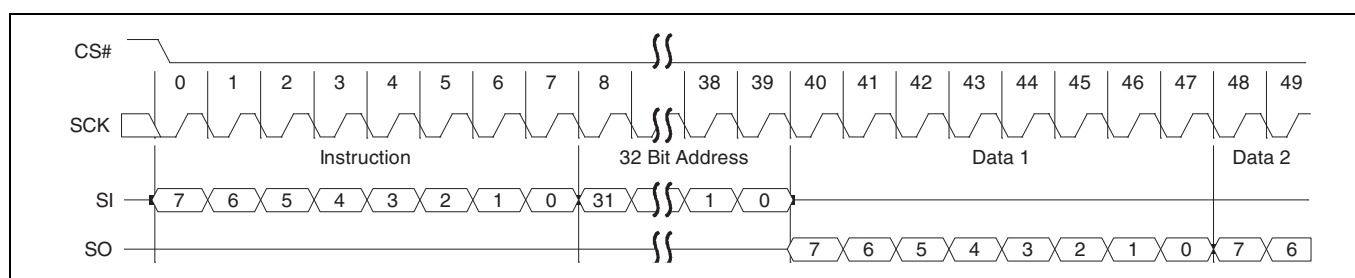 CS#
0 1 2 3 4 5 6 7 8 38 39 40 41 42 43 44 45 46 47 48 49
SCK
Instruction 32 Bit Address Data 1 Data 2
SI 7 6 5 4 3 2 1 0 31 1 0
SO 7 6 5 4 3 2 1 0 7 6